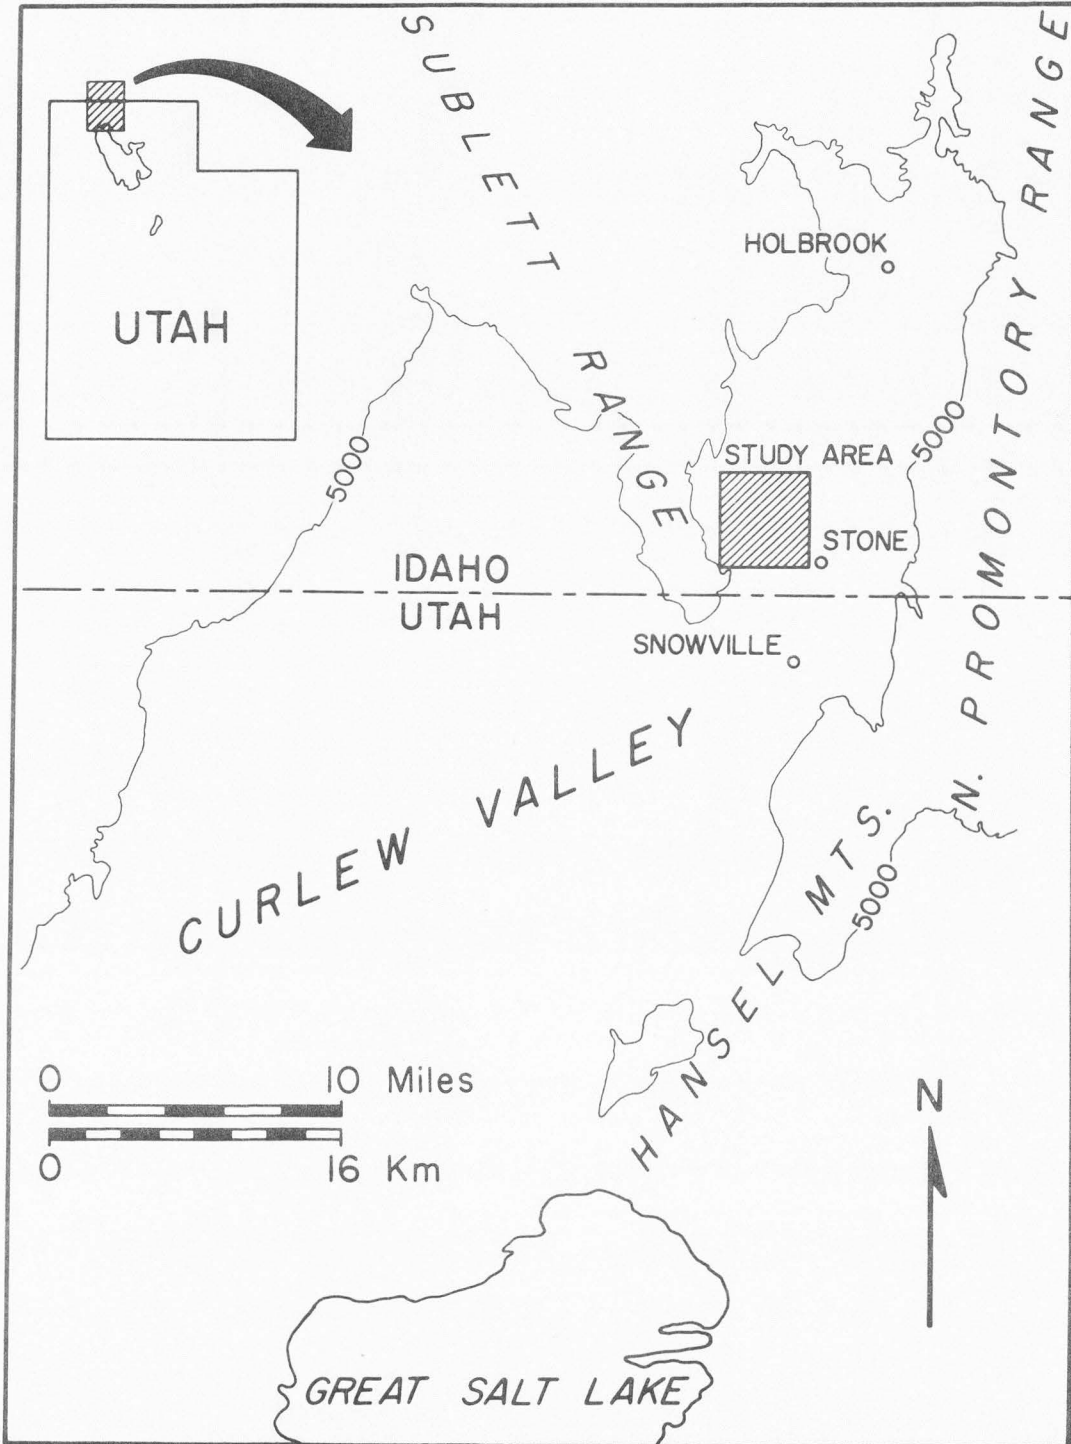 SUBLETT RANGE
N. PROMONTORY RANGE
HOLBROOK
UTAH
5000
5000
STUDY AREA
STONE
IDAHO
UTAH
SNOWVILLE
CURLEW VALLEY
HANSEL MTS.
5000
0 10 Miles
0 16 Km
N
GREAT SALT LAKE